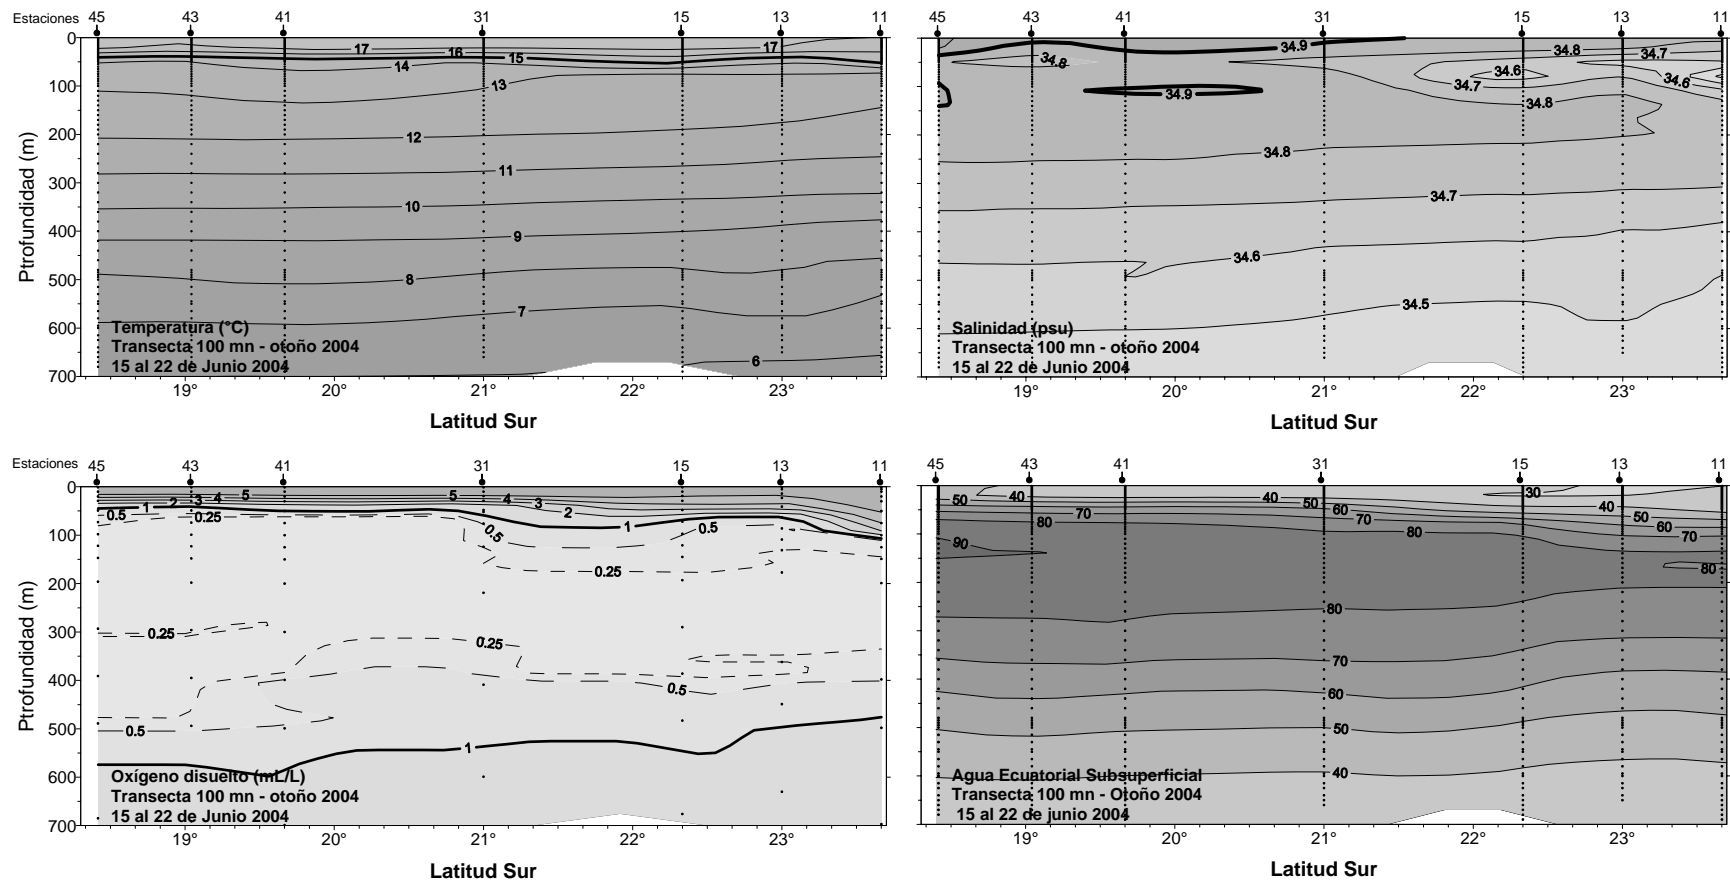 Estaciones 45 43 41 31 15 13 11
17 16 15 17
14
13
12
11
10
9
8
7
6
0
100
200
300
400
500
600
700
Ptrofundidad (m)
Temperatura (°C)
Transecta 100 mn - otoño 2004
15 al 22 de Junio 2004
19° 20° 21° 22° 23°
Latitud Sur
45 43 41 31 15 13 11
34.9 34.8 34.7
34.8 34.6 34.6
34.7
34.9 34.8
34.8
34.7
34.6
34.5
Salinidad (psu)
Transecta 100 mn - otoño 2004
15 al 22 de Junio 2004
19° 20° 21° 22° 23°
Latitud Sur
Estaciones 45 43 41 31 15 13 11
1 2 3 4 5 5 4 3 2 1
0.5 0.25 0.5 0.5
0.25
0.25
0.25
0.5
0.5
1
0
100
200
300
400
500
600
700
Ptrofundidad (m)
Oxígeno disuelto (mL/L)
Transecta 100 mn - otoño 2004
15 al 22 de Junio 2004
19° 20° 21° 22° 23°
Latitud Sur
45 43 41 31 15 13 11
50 40 40 50 60 30 40 50
70 70 60
80 80 70
90
80
80
70
60
50
40
Agua Ecuatorial Subsuperficial
Transecta 100 mn - Otoño 2004
15 al 22 de junio 2004
19° 20° 21° 22° 23°
Latitud Sur